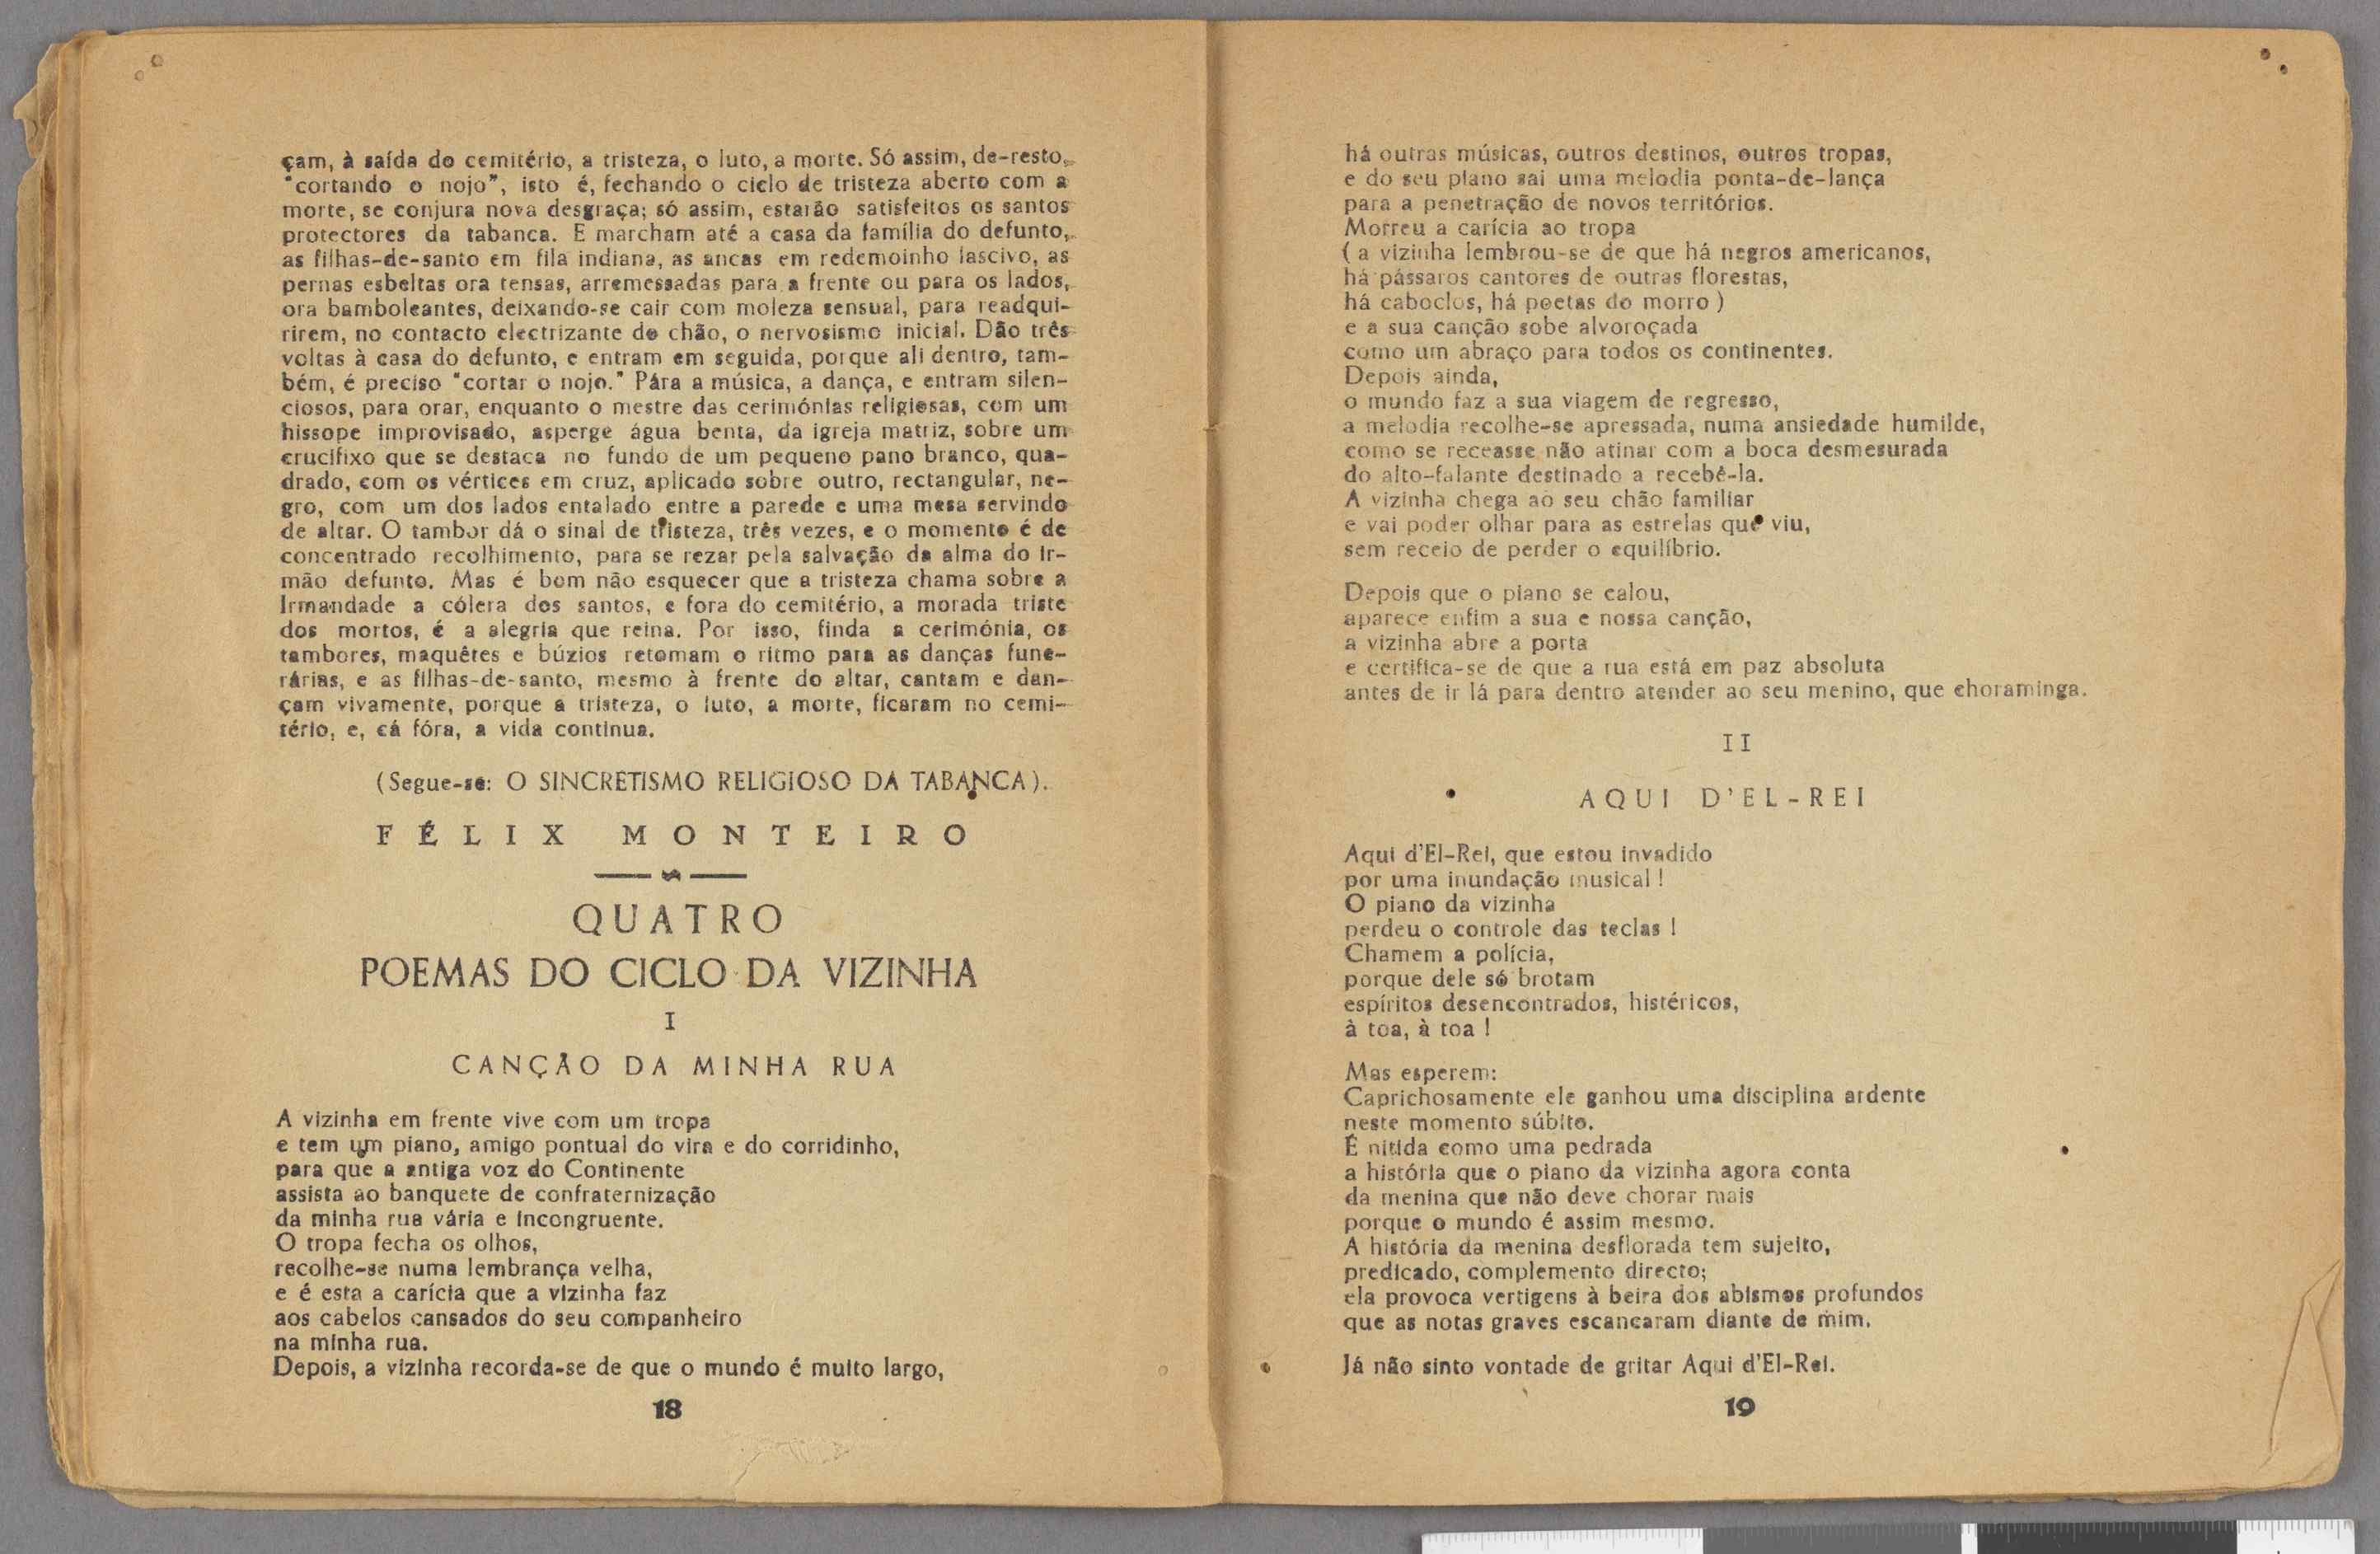 çam, à saída do cemitério, a tristeza, o luto, a morte. Só assim, de-resto,
"cortando o nojo", isto é, fechando o ciclo de tristeza aberto com a
morte, se conjura nova desgraça; só assim, estarão satisfeitos os santos
protectores da tabanca. E marcham até a casa da família do defunto,
as filhas-de-santo em fila indiana, as ancas em redemoinho lascivo, as
pernas esbeltas ora tensas, arremessadas para a frente ou para os lados,
ora bamboleantes, deixando-se cair com moleza sensual, para readqui-
rirem, no contacto electrizante do chão, o nervosismo inicial. Dão três
voltas à casa do defunto, e entram em seguida, porque ali dentro, tam-
bém, é preciso "cortar o nojo." Pára a música, a dança, e entram silen-
ciosos, para orar, enquanto o mestre das cerimónias religiosas, com um
hissope improvisado, asperge água benta, da igreja matriz, sobre um
crucifixo que se destaca no fundo de um pequeno pano branco, qua-
drado, com os vértices em cruz, aplicado sobre outro, rectangular, ne-
gro, com um dos lados entalado entre a parede e uma mesa servindo
de altar. O tambor dá o sinal de tristeza, três vezes, e o momento é de
concentrado recolhimento, para se rezar pela salvação da alma do ir-
mão defunto. Mas é bom não esquecer que a tristeza chama sobre a
Irmandade a cólera dos santos, e fora do cemitério, a morada triste
dos mortos, é a alegria que reina. Por isso, finda a cerimónia, os
tambores, maquêtes e búzios retomam o ritmo para as danças fune-
rárias, e as filhas-de-santo, mesmo à frente do altar, cantam e dan-
çam vivamente, porque a tristeza, o luto, a morte, ficaram no cemi-
tério, e, cá fóra, a vida continua.
(Segue-se: O SINCRETISMO RELIGIOSO DA TABANCA).
FÉLIX MONTEIRO
QUATRO
POEMAS DO CICLO DA VIZINHA
I
CANÇÃO DA MINHA RUA
A vizinha em frente vive com um tropa
e tem um piano, amigo pontual do vira e do corridinho,
para que a antiga voz do Continente
assista ao banquete de confraternização
da minha rua vária e incongruente.
O tropa fecha os olhos,
recolhe-se numa lembrança velha,
e é esta a carícia que a vizinha faz
aos cabelos cansados do seu companheiro
na minha rua.
Depois, a vizinha recorda-se de que o mundo é muito largo,
18
há outras músicas, outros destinos, outros tropas,
e do seu piano sai uma melodia ponta-de-lança
para a penetração de novos territórios.
Morreu a carícia ao tropa
( a vizinha lembrou-se de que há negros americanos,
há pássaros cantores de outras florestas,
há caboclos, há poetas do morro )
e a sua canção sobe alvoroçada
como um abraço para todos os continentes.
Depois ainda,
o mundo faz a sua viagem de regresso,
a melodia recolhe-se apressada, numa ansiedade humilde,
como se receasse não atinar com a boca desmesurada
do alto-falante destinado a recebê-la.
A vizinha chega ao seu chão familiar
e vai poder olhar para as estrelas que viu,
sem receio de perder o equilíbrio.
Depois que o piano se calou,
aparece enfim a sua e nossa canção,
a vizinha abre a porta
e certifica-se de que a rua está em paz absoluta
antes de ir lá para dentro atender ao seu menino, que choraminga.
II
AQUI D'EL-REI
Aqui d'El-Rei, que estou invadido
por uma inundação musical !
O piano da vizinha
perdeu o controle das teclas !
Chamem a polícia,
porque dele só brotam
espíritos desencontrados, histéricos,
à toa, à toa !
Mas esperem:
Caprichosamente ele ganhou uma disciplina ardente
neste momento súbito.
É nítida como uma pedrada
a história que o piano da vizinha agora conta
da menina que não deve chorar mais
porque o mundo é assim mesmo.
A história da menina desflorada tem sujeito,
predicado, complemento directo;
ela provoca vertigens à beira dos abismos profundos
que as notas graves escancaram diante de mim.
Já não sinto vontade de gritar Aqui d'El-Rei.
19